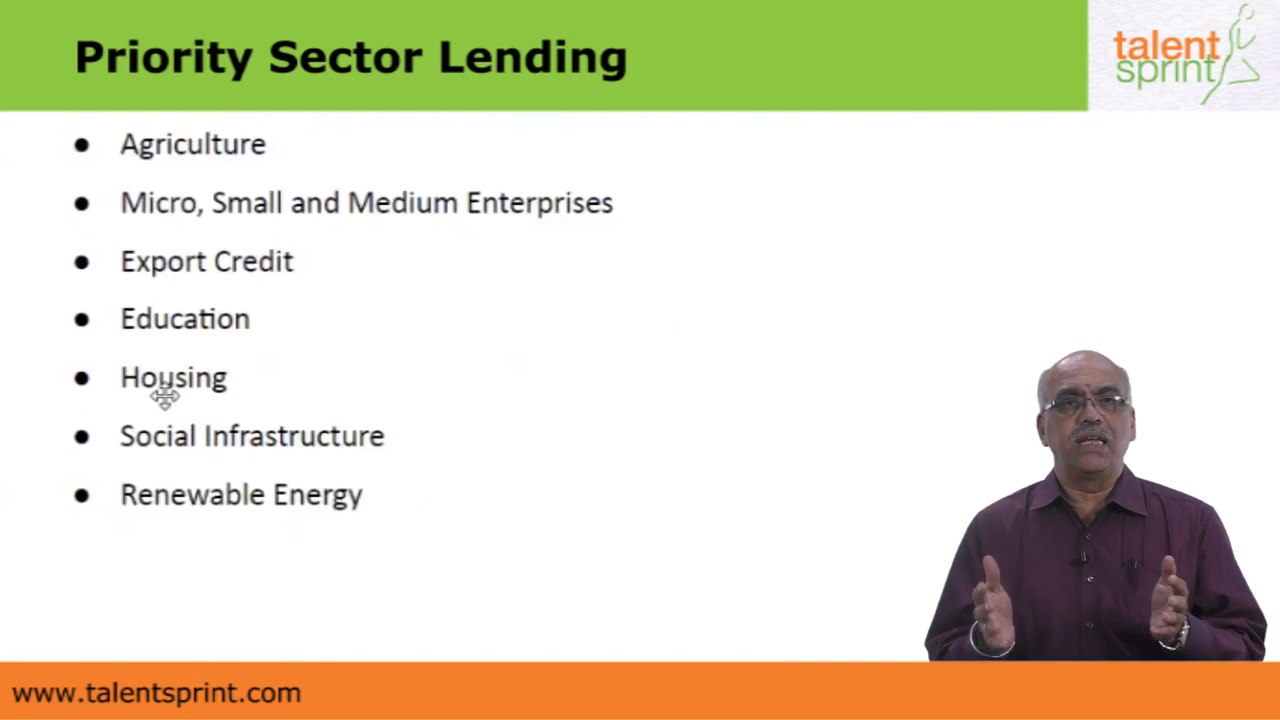 Priority Sector Lending
talent
sprint
● Agriculture
● Micro, Small and Medium Enterprises
● Export Credit
● Education
● Housing
● Social Infrastructure
● Renewable Energy
www.talentsprint.com